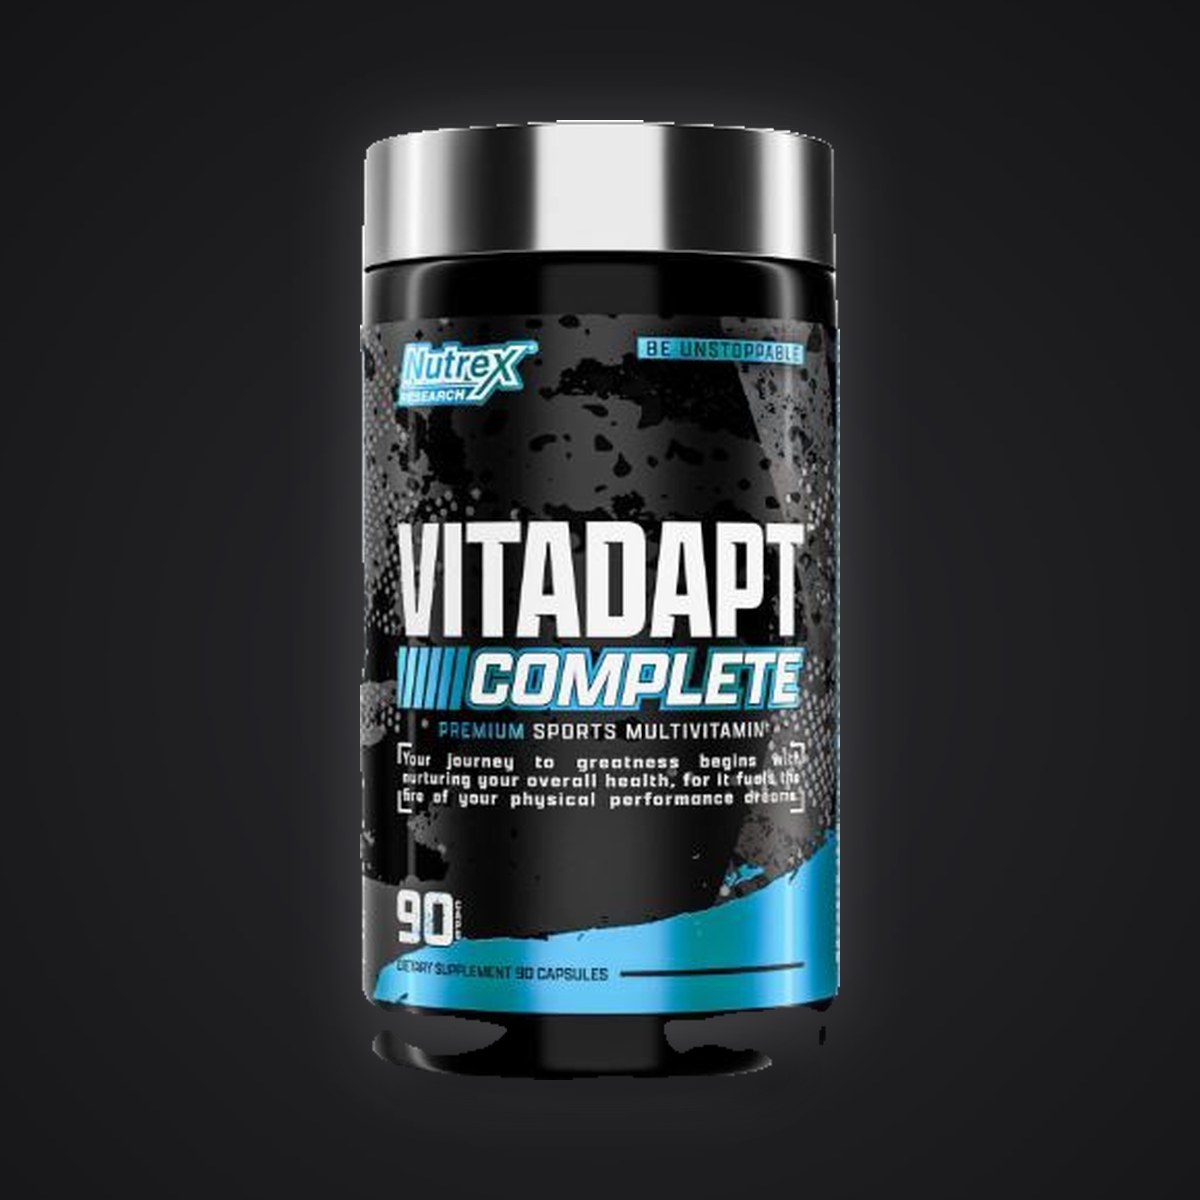 Nutrex
RESEARCH
BE UNSTOPPABLE
VITADAPT
COMPLETE
PREMIUM SPORTS MULTIVITAMIN
Your journey to greatness begins with
nurturing your overall health, for it fuels the
fire of your physical performance dreams.
90
DIETARY SUPPLEMENT 90 CAPSULES